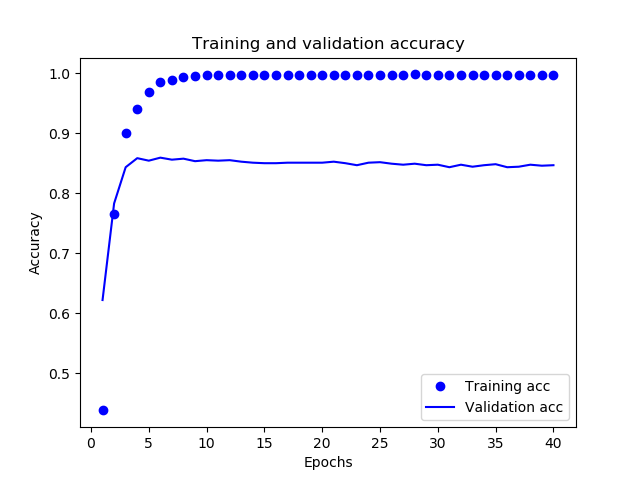 Training and validation accuracy
1.0
0.9
0.8
0.7
0.6
0.5
Accuracy
Training acc
Validation acc
0 5 10 15 20 25 30 35 40
Epochs